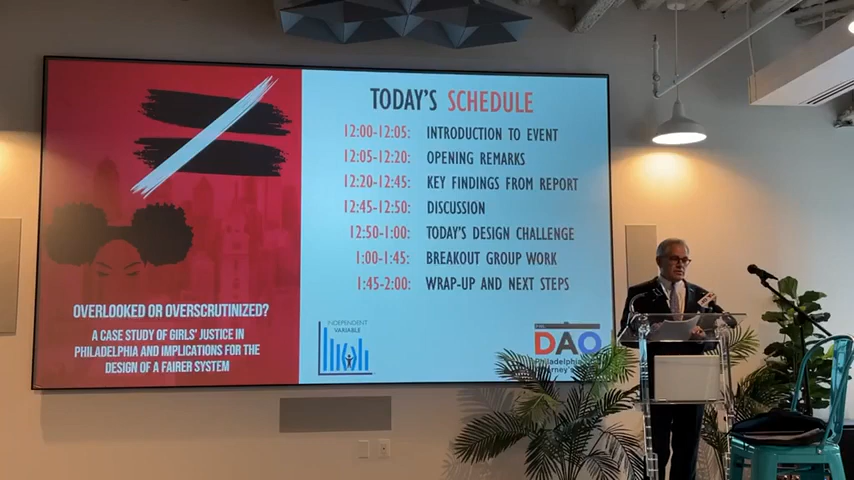 OVERLOOKED OR OVERSCRUTINIZED?
A CASE STUDY OF GIRLS' JUSTICE IN
PHILADELPHIA AND IMPLICATIONS FOR THE
DESIGN OF A FAIRER SYSTEM
TODAY'S SCHEDULE
12:00-12:05: INTRODUCTION TO EVENT
12:05-12:20: OPENING REMARKS
12:20-12:45: KEY FINDINGS FROM REPORT
12:45-12:50: DISCUSSION
12:50-1:00: TODAY'S DESIGN CHALLENGE
1:00-1:45: BREAKOUT GROUP WORK
1:45-2:00: WRAP-UP AND NEXT STEPS
INDEPENDENT
VARIABLE
DAO